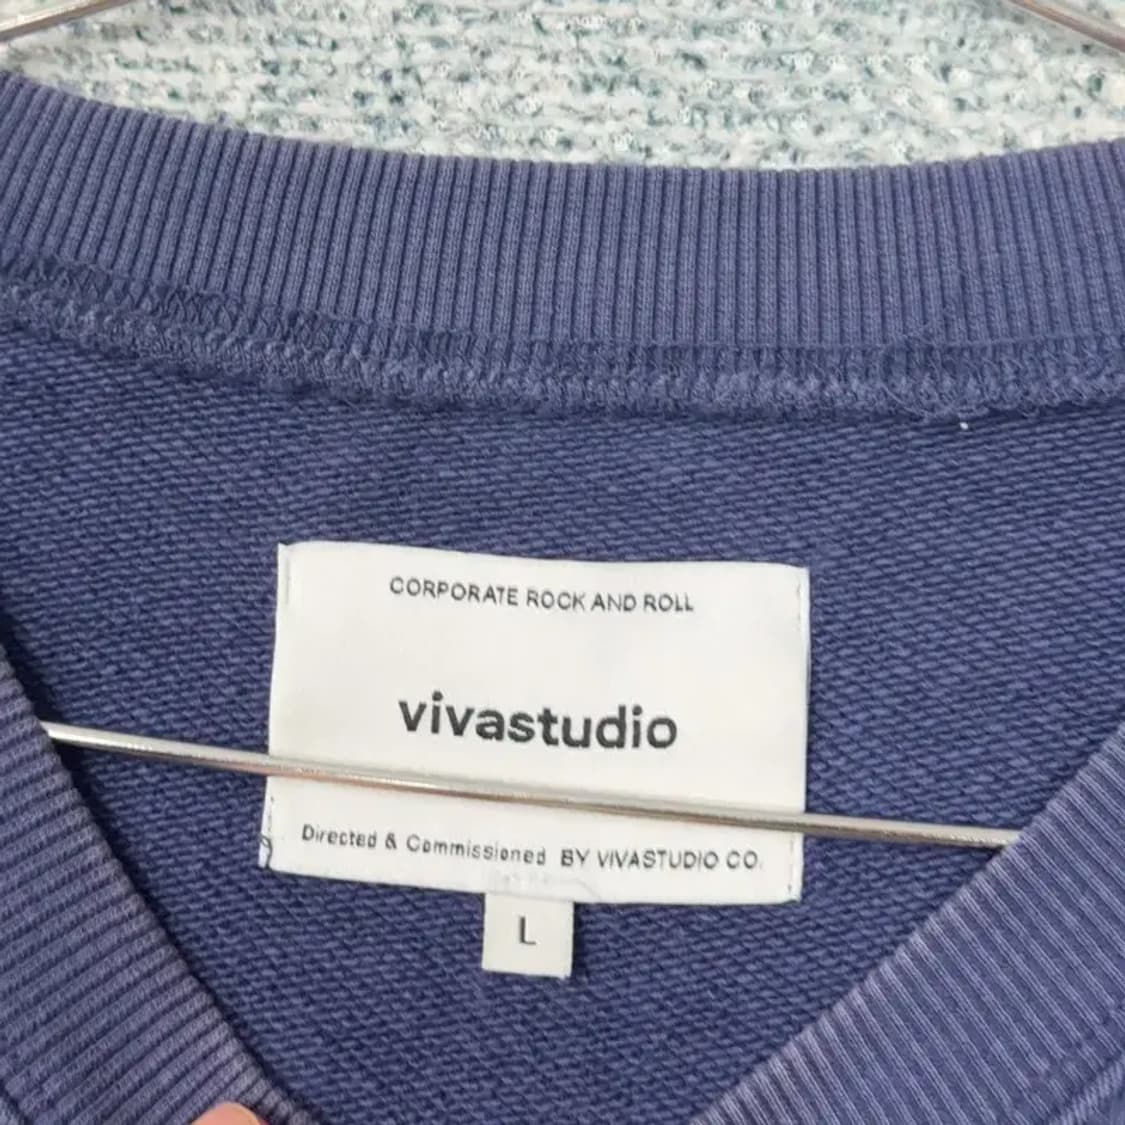 CORPORATE ROCK AND ROLL
vivastudio
Directed & Commissioned BY VIVASTUDIO CO.
L